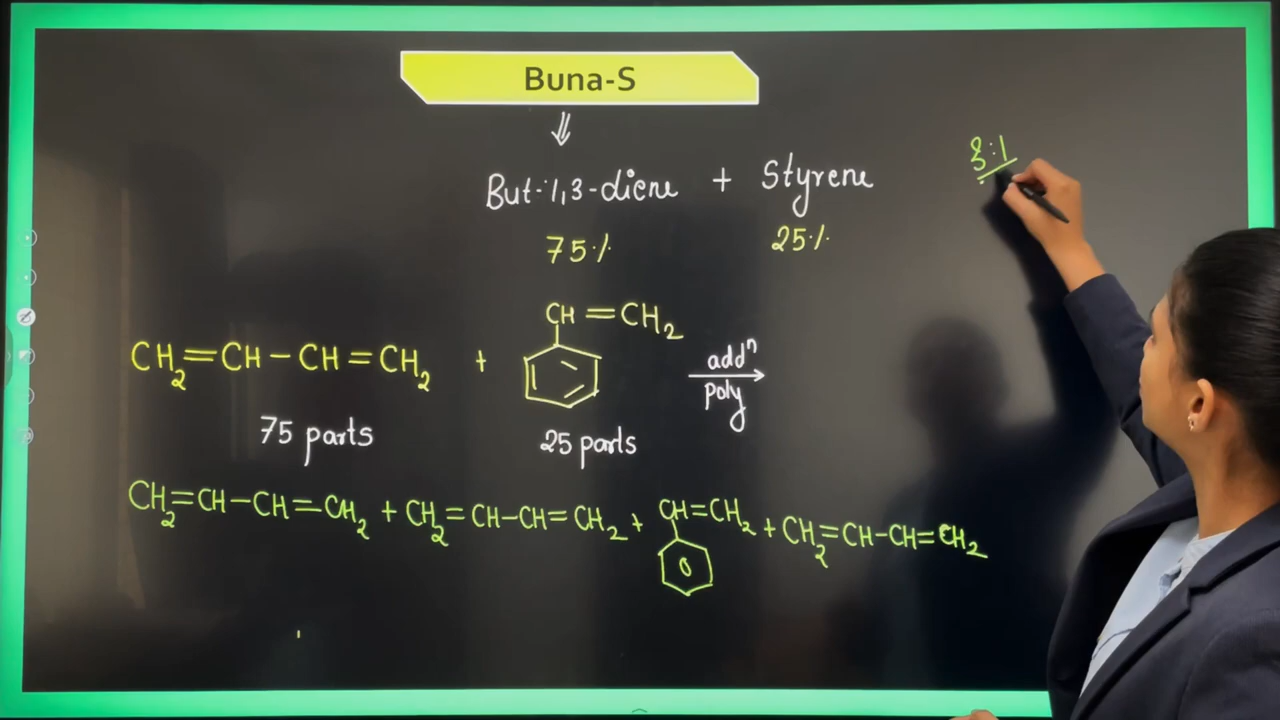 Buna-S
⇓
But-1,3-diene + Styrene
3:1
75% 25%
CH₂=CH-CH=CH₂ + CH=CH₂ addⁿ poly →
75 parts 25 parts
CH₂=CH-CH=CH₂ + CH₂=CH-CH=CH₂ + CH=CH₂ + CH₂=CH-CH=CH₂